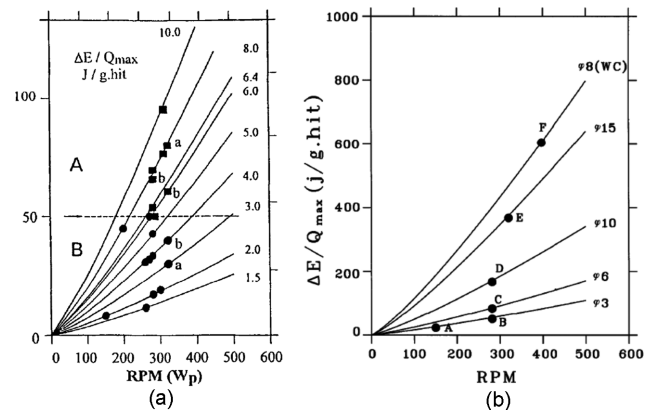 (a)
ΔE / Qmax
J / g.hit
10.0
8.0
6.4
6.0
5.0
4.0
3.0
2.0
1.5
100
50
0
A
B
a
b
b
b
a
0 100 200 300 400 500 600
RPM (Wp)
(a)
(b)
ΔE/Qmax (j/g.hit)
1000
800
600
400
200
0
φ8(WC)
φ15
φ10
φ6
φ3
F
E
D
C
B
A
0 100 200 300 400 500 600
RPM
(b)